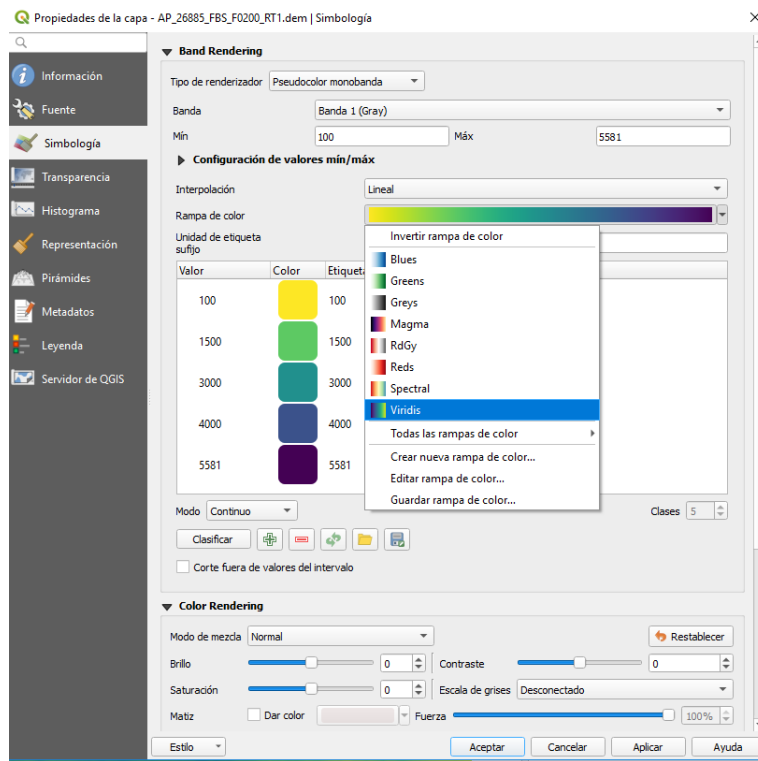 Propiedades de la capa - AP_26885_FBS_F0200_RT1.dem | Simbología
Información
Fuente
Simbología
Transparencia
Histograma
Representación
Pirámides
Metadatos
Leyenda
Servidor de QGIS
Band Rendering
Tipo de renderizador Pseudocolor monobanda
Banda Banda 1 (Gray)
Mín 100 Máx 5581
Configuración de valores mín/máx
Interpolación Lineal
Rampa de color
Unidad de etiqueta
sufijo
Invertir rampa de color
Blues
Greens
Greys
Magma
RdGy
Reds
Spectral
Viridis
Todas las rampas de color
Crear nueva rampa de color...
Editar rampa de color...
Guardar rampa de color...
Valor Color
100 100
1500 1500
3000 3000
4000 4000
5581 5581
Modo Continuo Clases 5
Clasificar
Corte fuera de valores del intervalo
Color Rendering
Modo de mezcla Normal Restablecer
Brillo 0 Contraste 0
Saturación 0 Escala de grises Desconectado
Matiz Dar color Fuerza 100%
Estilo Aceptar Cancelar Aplicar Ayuda